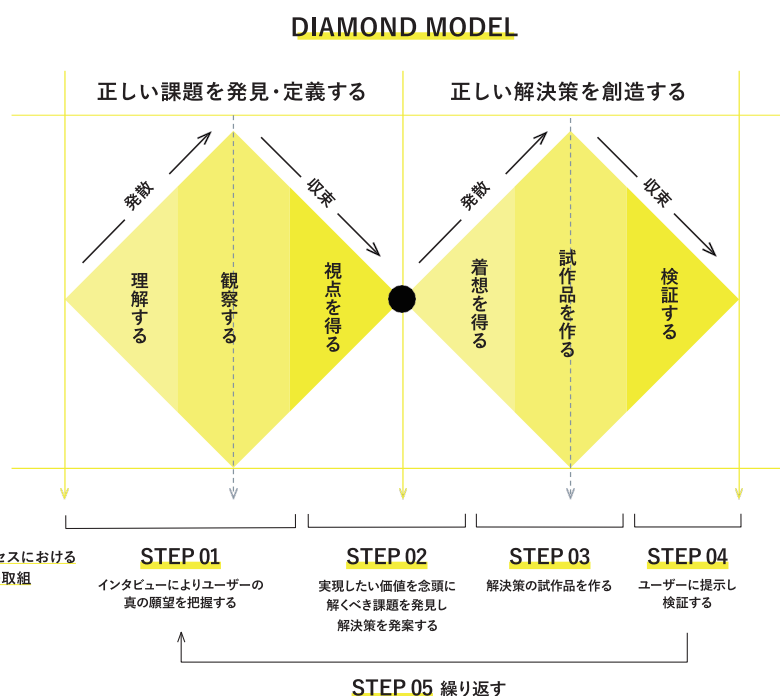 DIAMOND MODEL
正しい課題を発見・定義する
正しい解決策を創造する
発散
収束
発散
収束
理解する
観察する
視点を得る
着想を得る
試作品を作る
検証する
セスにおける
取組
STEP 01
インタビューによりユーザーの
真の願望を把握する
STEP 02
実現したい価値を念頭に
解くべき課題を発見し
解決策を発案する
STEP 03
解決策の試作品を作る
STEP 04
ユーザーに提示し
検証する
STEP 05 繰り返す